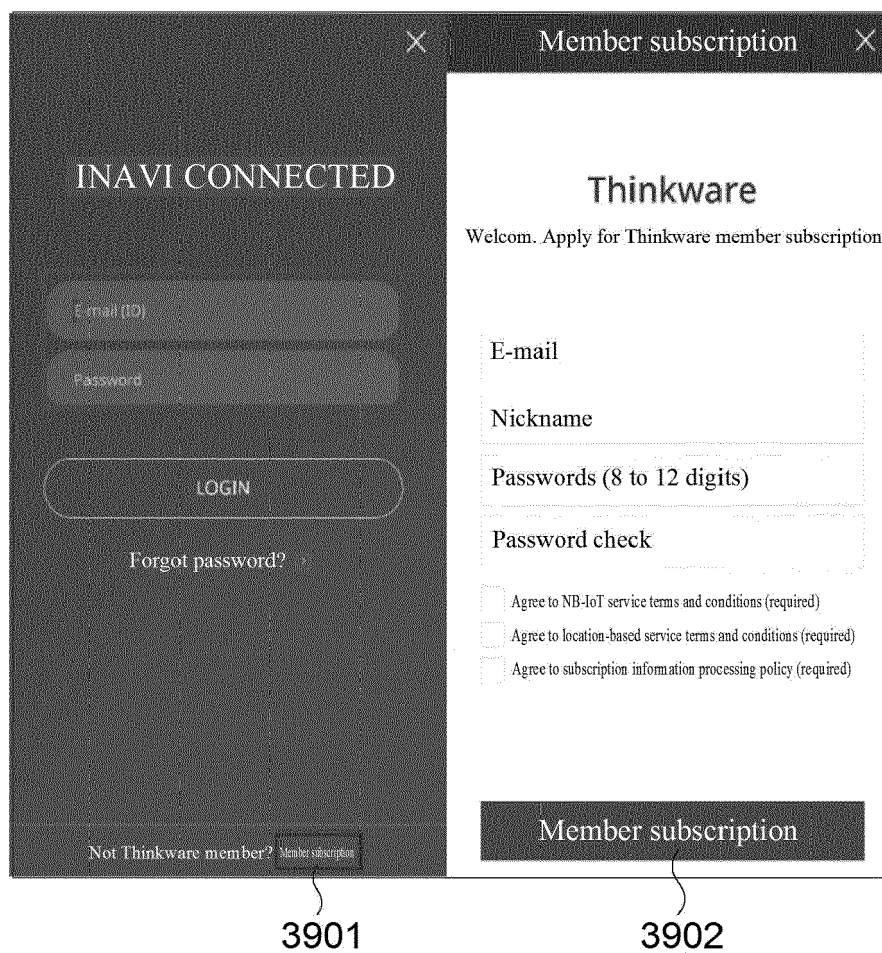 INAVI CONNECTED
E-mail (ID)
Password
LOGIN
Forgot password? >
Not Thinkware member? Member subscription
3901
Member subscription
Thinkware
Welcom. Apply for Thinkware member subscription
E-mail
Nickname
Passwords (8 to 12 digits)
Password check
Agree to NB-IoT service terms and conditions (required)
Agree to location-based service terms and conditions (required)
Agree to subscription information processing policy (required)
Member subscription
3902